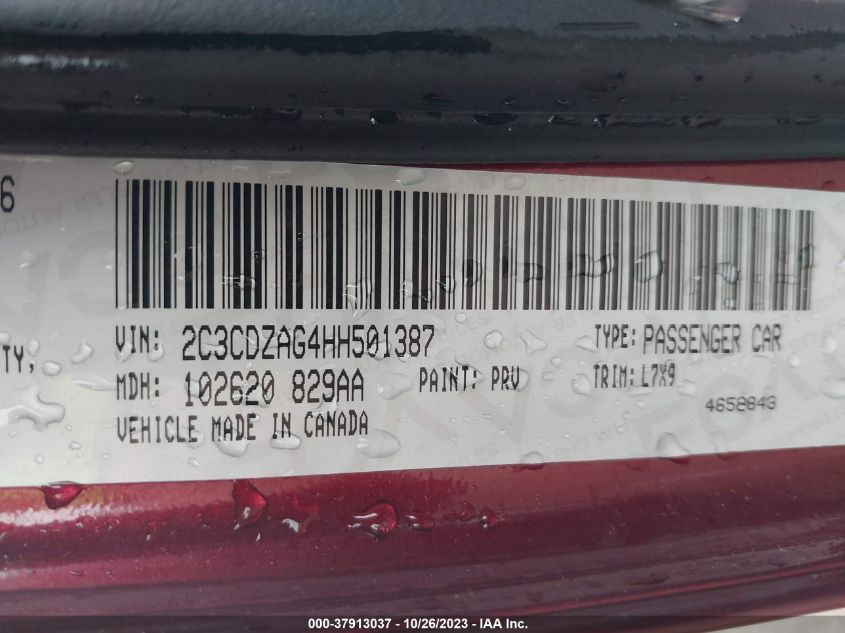 6
VIN: 2C3CDZAG4HH501387 TYPE: PASSENGER CAR
TY,
MDH: 102620 829AA PAINT: PRV TRIM: L7X9
4658843
VEHICLE MADE IN CANADA
000-37913037 - 10/26/2023 - IAA Inc.